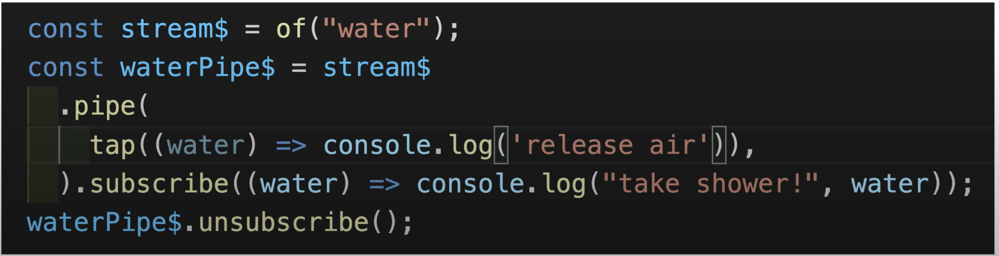 const stream$ = of("water");
const waterPipe$ = stream$
.pipe(
tap((water) => console.log('release air')),
).subscribe((water) => console.log("take shower!", water));
waterPipe$.unsubscribe();